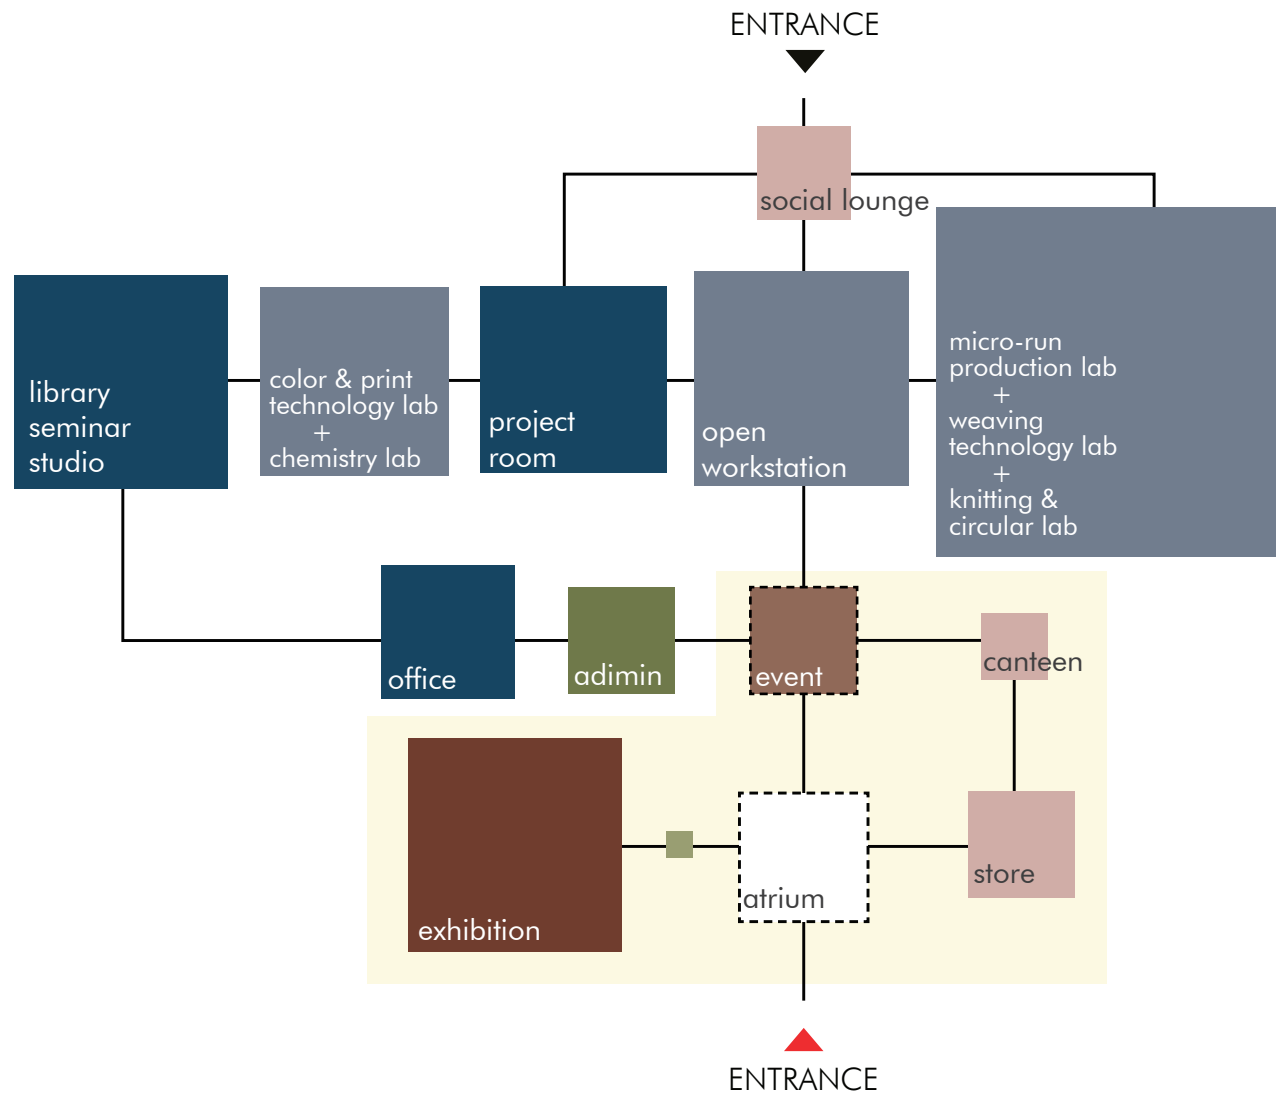 ENTRANCE
social lounge
library
seminar
studio
color & print
technology lab
+
chemistry lab
project
room
open
workstation
micro-run
production lab
+
weaving
technology lab
+
knitting &
circular lab
office
adimin
event
canteen
exhibition
atrium
store
ENTRANCE